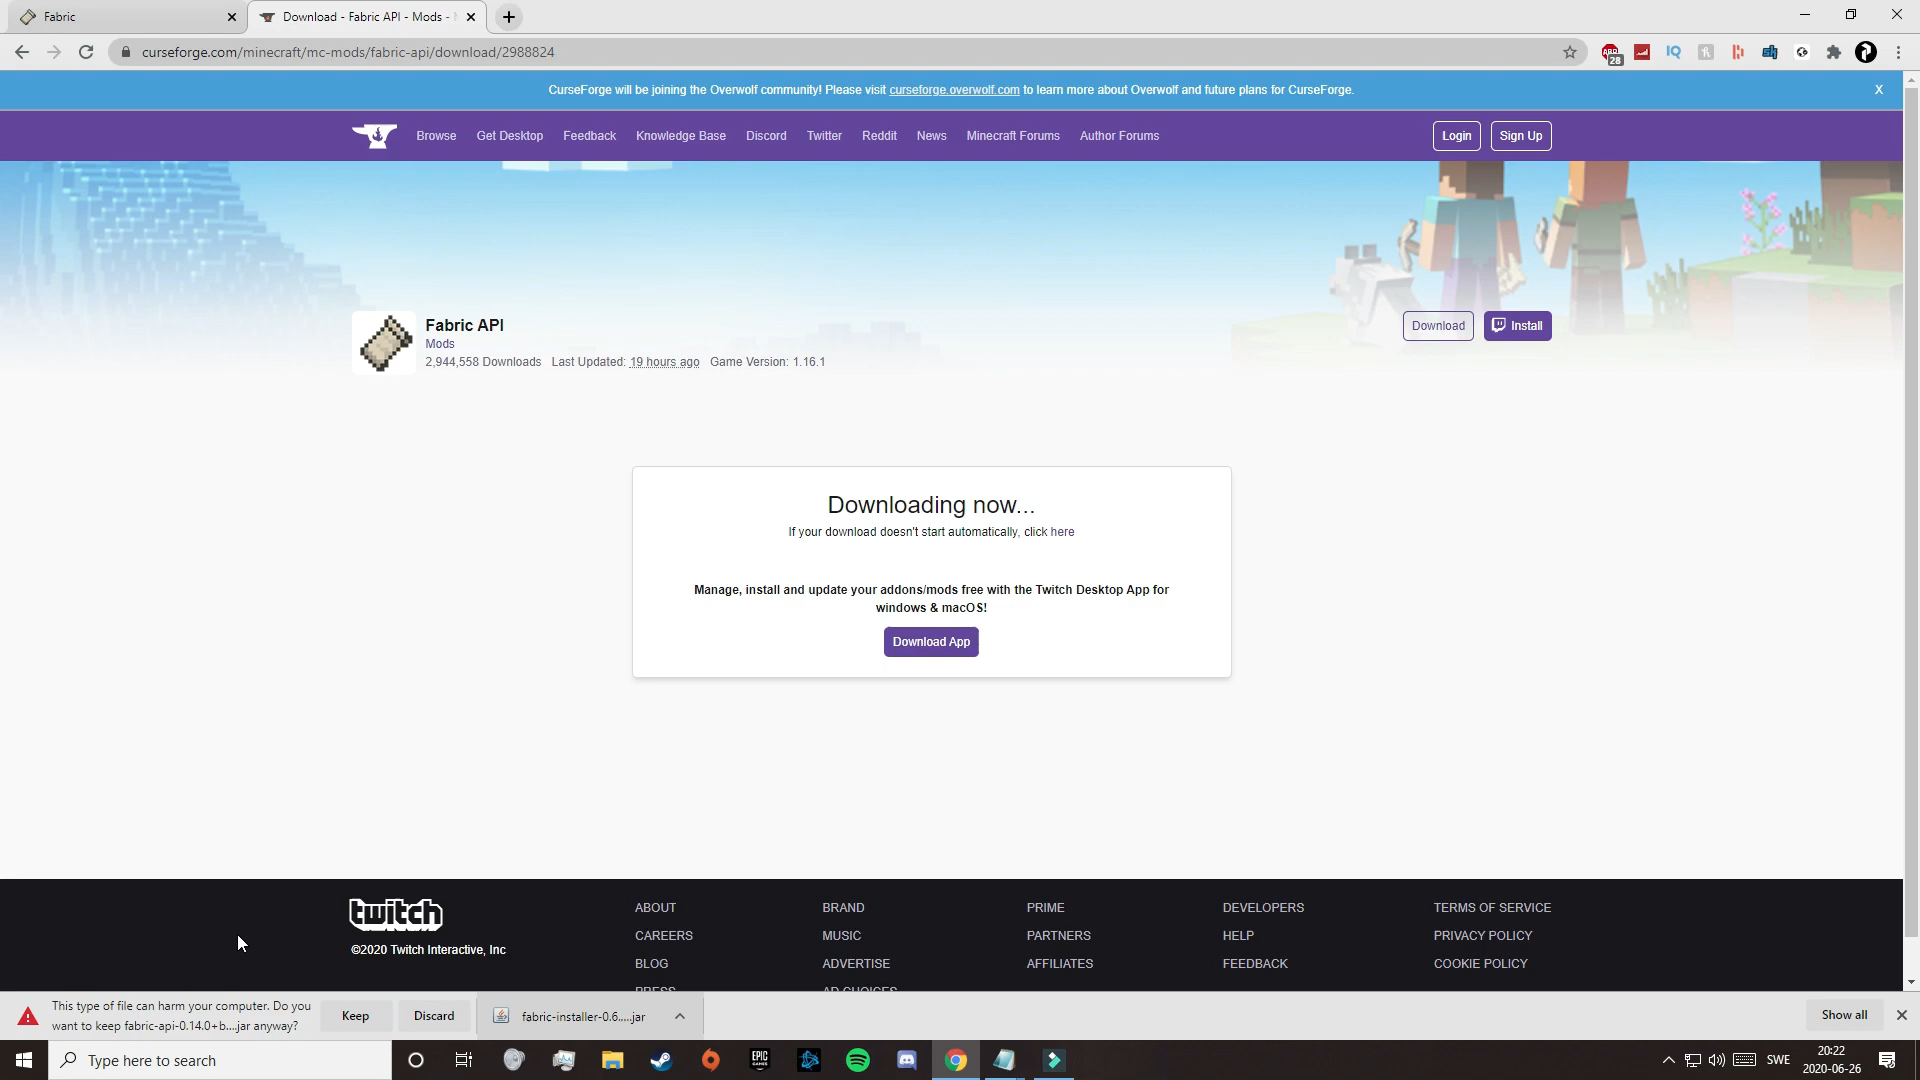 Fabric
Download - Fabric API - Mods -
curseforge.com/minecraft/mc-mods/fabric-api/download/2988824
ABP
28
IQ
CurseForge will be joining the Overwolf community! Please visit curseforge.overwolf.com to learn more about Overwolf and future plans for CurseForge.
X
Browse Get Desktop Feedback Knowledge Base Discord Twitter Reddit News Minecraft Forums Author Forums
Login Sign Up
Fabric API
Mods
2,944,558 Downloads Last Updated: 19 hours ago Game Version: 1.16.1
Download Install
Downloading now...
If your download doesn't start automatically, click here
Manage, install and update your addons/mods free with the Twitch Desktop App for
windows & macOS!
Download App
twitch
©2020 Twitch Interactive, Inc
ABOUT BRAND PRIME DEVELOPERS TERMS OF SERVICE
CAREERS MUSIC PARTNERS HELP PRIVACY POLICY
BLOG ADVERTISE AFFILIATES FEEDBACK COOKIE POLICY
PRESS AD CHOICES
This type of file can harm your computer. Do you
want to keep fabric-api-0.14.0+b....jar anyway?
Keep Discard
fabric-installer-0.6.....jar
Show all
Type here to search
EPIC
GAMES
SWE
20:22
2020-06-26